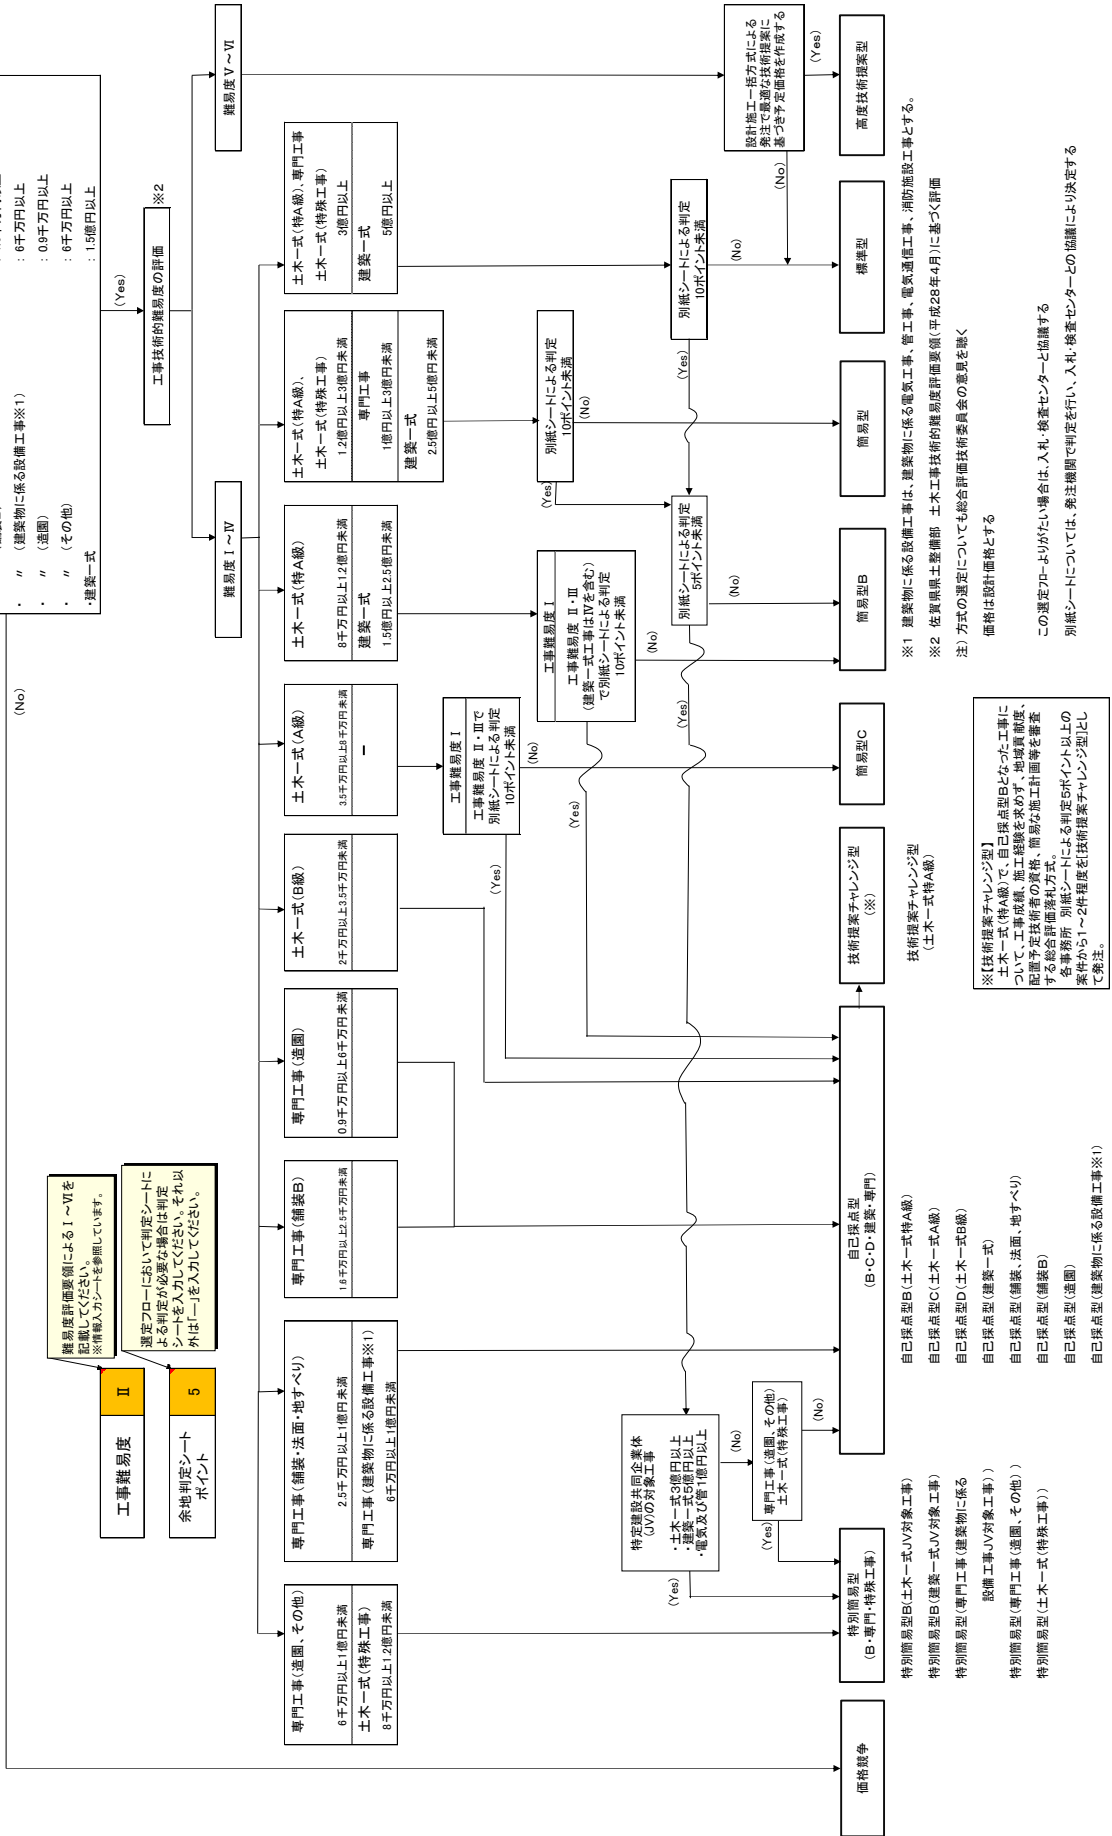 ： 6千万円以上
： 0.9千万円以上
： 6千万円以上
： 1.5億円以上
・　〃　（建築物に係る設備工事※1）
・　〃　（造園）
・　〃　（その他）
・建築一式
(No)
(Yes)
工事技術的難易度の評価
※2
難易度評価要領によるⅠ～Ⅵを
記載してください。
※情報入力シートを参照しています。
選定フローにおいて判定シートに
よる判定が必要な場合は判定
シートを入力してください。それ以
外は「―」を入力してください。
工事難易度
Ⅱ
余地判定シート
ポイント
5
難易度Ⅰ～Ⅳ
難易度Ⅴ～Ⅵ
専門工事（造園、その他）
6千万円以上1億円未満
土木一式（特殊工事）
8千万円以上1.2億円未満
専門工事（舗装・法面・地すべり）
2.5千万円以上1億円未満
専門工事（建築物に係る設備工事※1）
6千万円以上1億円未満
専門工事（舗装B）
1.6千万円以上2.5千万円未満
専門工事（造園）
0.9千万円以上6千万円未満
土木一式（B級）
2千万円以上3.5千万円未満
土木一式（A級）
3.5千万円以上8千万円未満
―
土木一式（特A級）
8千万円以上1.2億円未満
建築一式
1.5億円以上2.5億円未満
土木一式（特A級）、
土木一式（特殊工事）
1.2億円以上3億円未満
専門工事
1億円以上3億円未満
建築一式
2.5億円以上5億円未満
土木一式（特A級）、専門工事
土木一式（特殊工事）
3億円以上
建築一式
5億円以上
工事難易度Ⅰ
工事難易度 Ⅱ・Ⅲで
別紙シートによる判定
10ポイント未満
(Yes)
(No)
工事難易度Ⅰ
工事難易度 Ⅱ・Ⅲ
（建築一式工事はⅣを含む）
で別紙シートによる判定
10ポイント未満
(Yes)
(No)
別紙シートによる判定
10ポイント未満
(Yes)
(No)
別紙シートによる判定
5ポイント未満
(Yes)
(No)
別紙シートによる判定
10ポイント未満
(Yes)
(No)
設計施工一括方式による
発注で最適な技術提案に
基づき予定価格を作成する
(No)
(Yes)
特定建設共同企業体
（JV）の対象工事
・土木一式3億円以上
・建築一式5億円以上
・電気及び管1億円以上
(Yes)
(No)
専門工事（造園、その他）
土木一式（特殊工事）
(Yes)
(No)
価格競争
特別簡易型
（B・専門・特殊工事）
自己採点型
（B・C・D・建築・専門）
技術提案チャレンジ型
（※）
簡易型C
簡易型B
簡易型
標準型
高度技術提案型
特別簡易型B（土木一式JV対象工事）
特別簡易型B（建築一式JV対象工事）
特別簡易型（専門工事（建築物に係る
設備工事JV対象工事））
特別簡易型（専門工事（造園、その他））
特別簡易型（土木一式（特殊工事））
自己採点型B（土木一式特A級）
自己採点型C（土木一式A級）
自己採点型D（土木一式B級）
自己採点型（建築一式）
自己採点型（舗装、法面、地すべり）
自己採点型（舗装B）
自己採点型（造園）
自己採点型（建築物に係る設備工事※1）
技術提案チャレンジ型
（土木一式特A級）
※【技術提案チャレンジ型】
土木一式（特A級）で、自己採点型Bとなった工事に
ついて、工事成績、施工経験を求めず、地域貢献度、
配置予定技術者の資格、簡易な施工計画等を審査
する総合評価落札方式。
各事務所 別紙シートによる判定5ポイント以上の
案件から1～2件程度を「技術提案チャレンジ型」とし
て発注。
※1 建築物に係る設備工事は、建築物に係る電気工事、管工事、電気通信工事、消防施設工事とする。
※2 佐賀県県土整備部 土木工事技術的難易度評価要領（平成28年4月）に基づく評価
注）方式の選定についても総合評価技術委員会の意見を聴く
価格は設計価格とする
この選定フローよりがたい場合は、入札・検査センターと協議する
別紙シートについては、発注機関で判定を行い、入札・検査センターとの協議により決定する